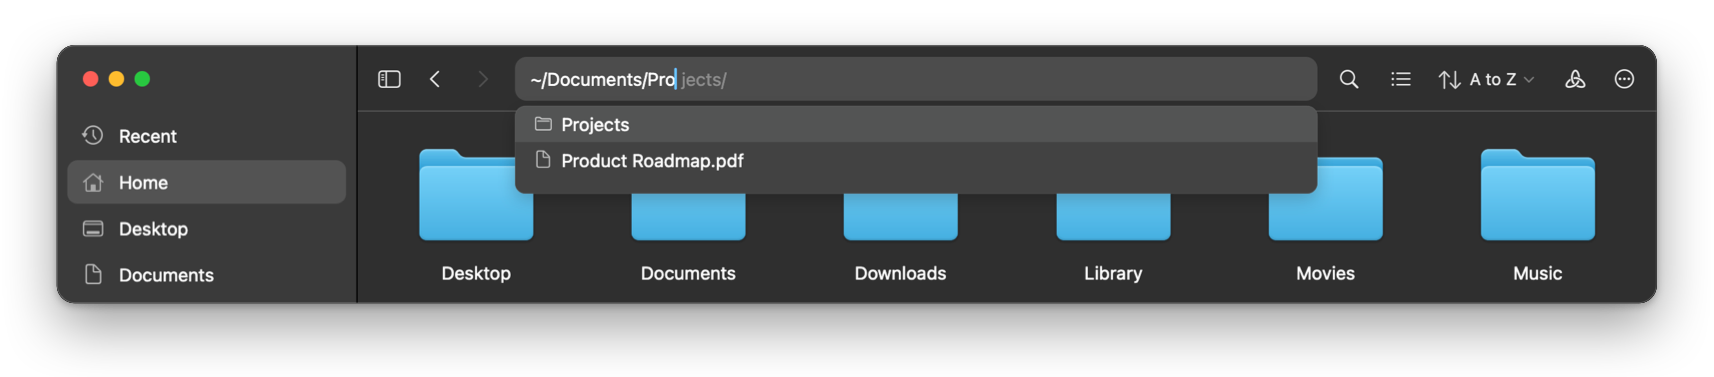 ~/Documents/Projects/
A to Z
Projects
Product Roadmap.pdf
Recent
Home
Desktop
Documents
Desktop
Documents
Downloads
Library
Movies
Music